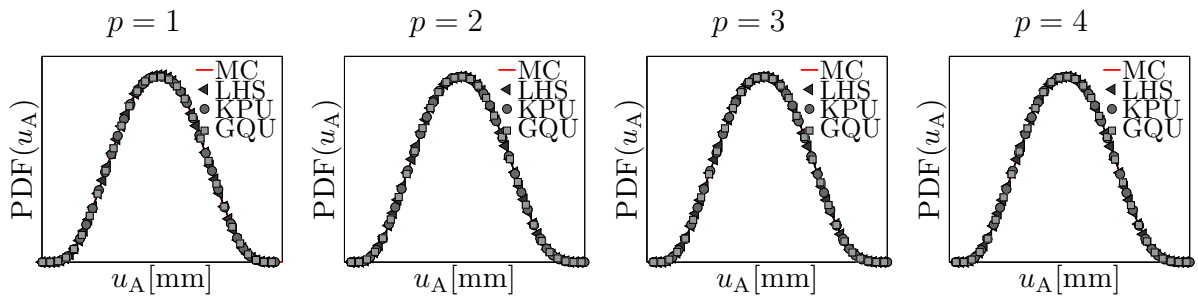 p = 1
PDF(u_A)
MC
LHS
KPU
GQU
u_A[mm]
p = 2
PDF(u_A)
MC
LHS
KPU
GQU
u_A[mm]
p = 3
PDF(u_A)
MC
LHS
KPU
GQU
u_A[mm]
p = 4
PDF(u_A)
MC
LHS
KPU
GQU
u_A[mm]